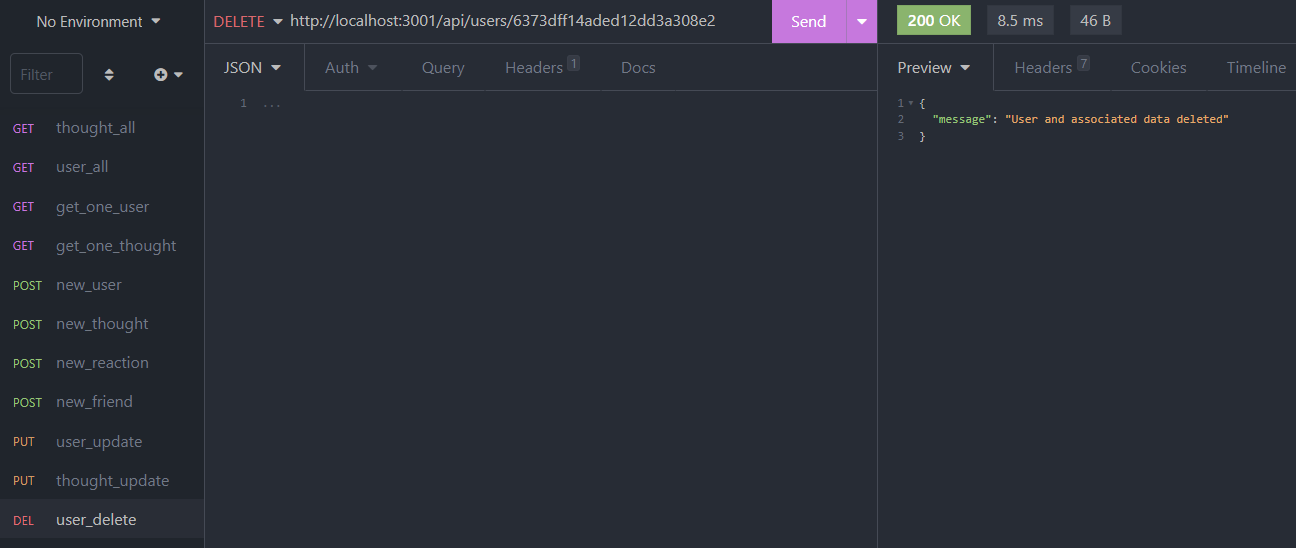 No Environment
DELETE http://localhost:3001/api/users/6373dff14aded12dd3a308e2 Send
200 OK 8.5 ms 46 B
Filter
JSON Auth Query Headers 1 Docs
Preview Headers 7 Cookies Timeline
1 ...
1 {
2 "message": "User and associated data deleted"
3 }
GET thought_all
GET user_all
GET get_one_user
GET get_one_thought
POST new_user
POST new_thought
POST new_reaction
POST new_friend
PUT user_update
PUT thought_update
DEL user_delete